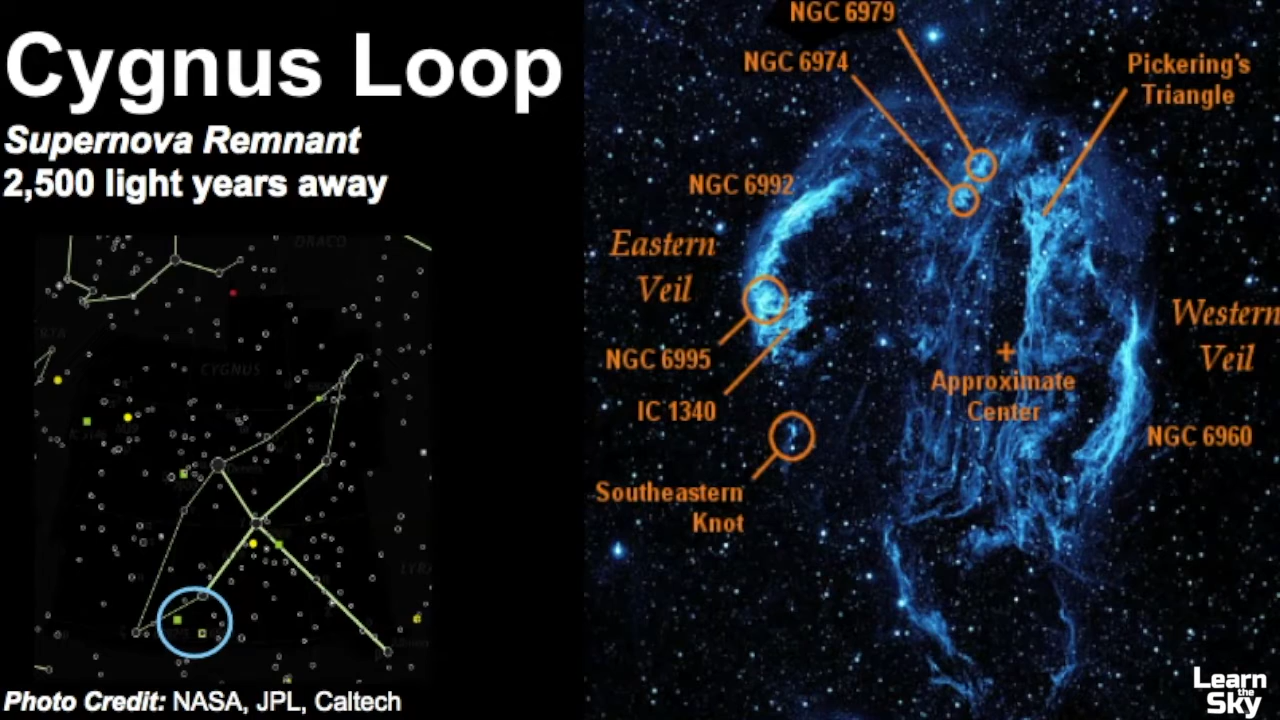 Cygnus Loop
Supernova Remnant
2,500 light years away
DRACO
CYGNUS
Photo Credit: NASA, JPL, Caltech
NGC 6979
NGC 6974
Pickering's
Triangle
NGC 6992
Eastern
Veil
Western
Veil
NGC 6995
Approximate
Center
IC 1340
NGC 6960
Southeastern
Knot
Learn
the
Sky